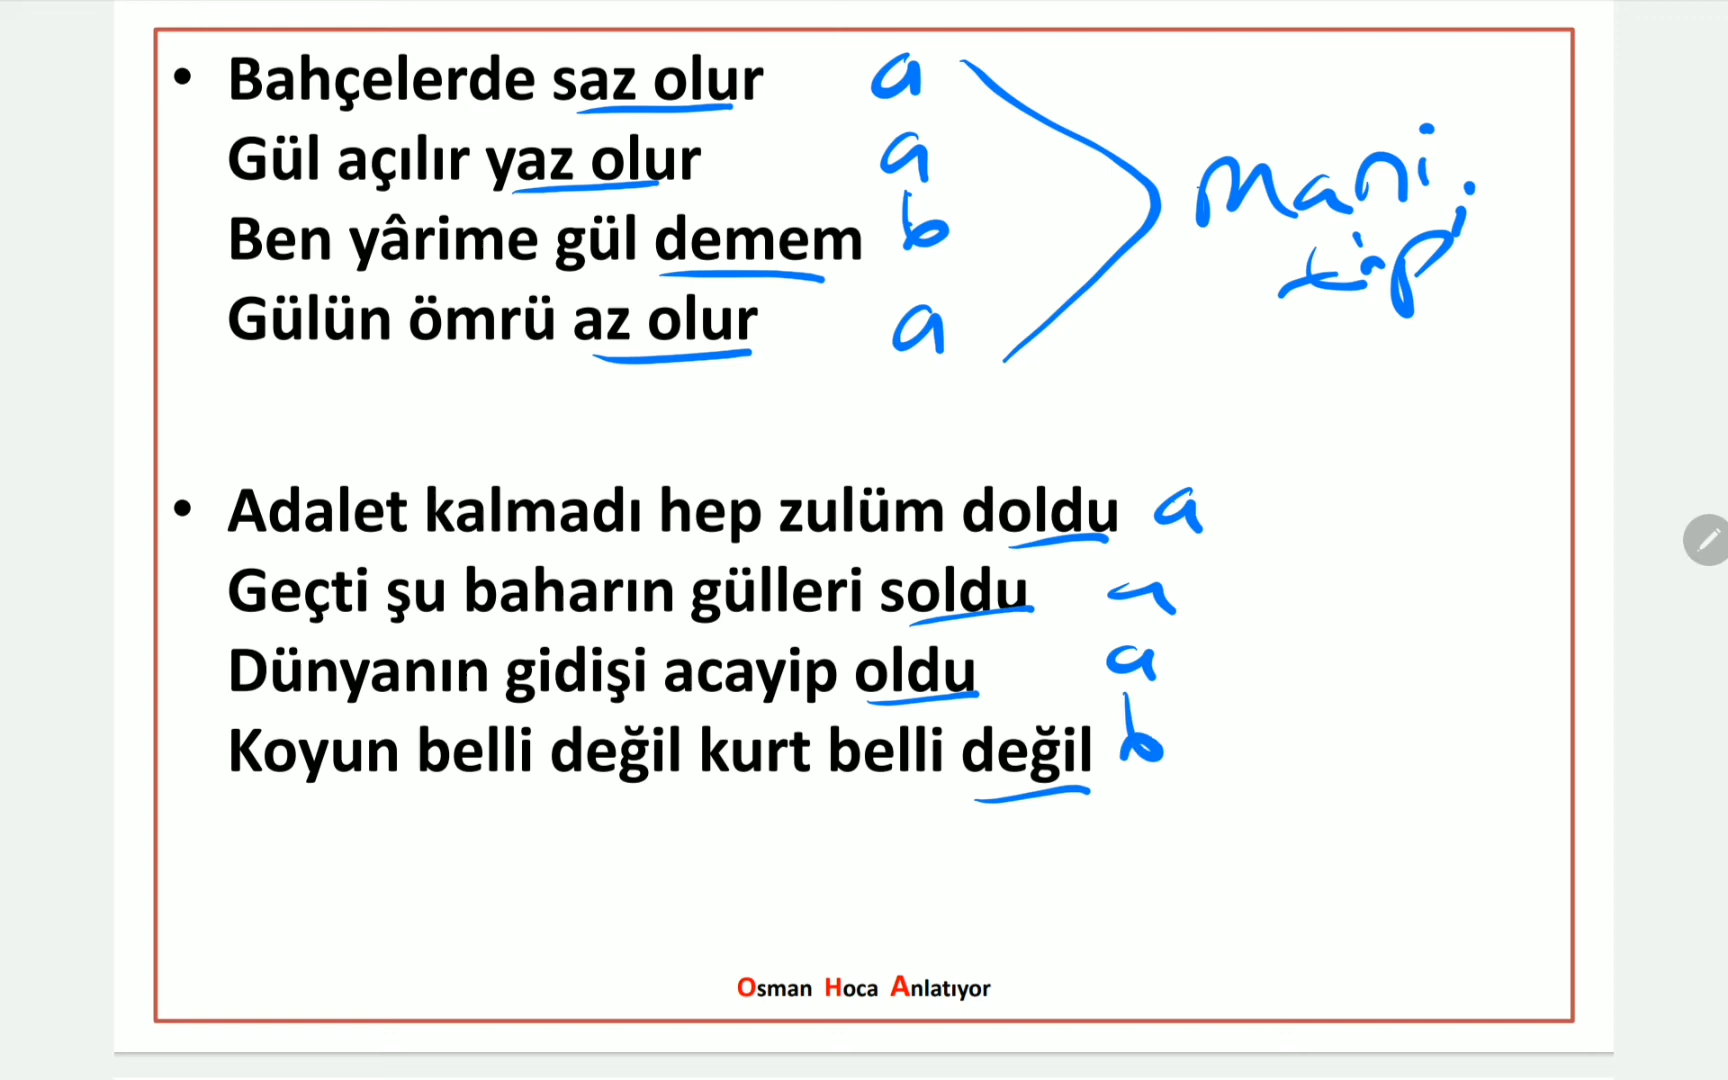 • Bahçelerde saz olur a
Gül açılır yaz olur a
Ben yârime gül demem b
Gülün ömrü az olur a
mani
tipi
• Adalet kalmadı hep zulüm doldu a
Geçti şu baharın gülleri soldu a
Dünyanın gidişi acayip oldu a
Koyun belli değil kurt belli değil b
Osman Hoca Anlatıyor